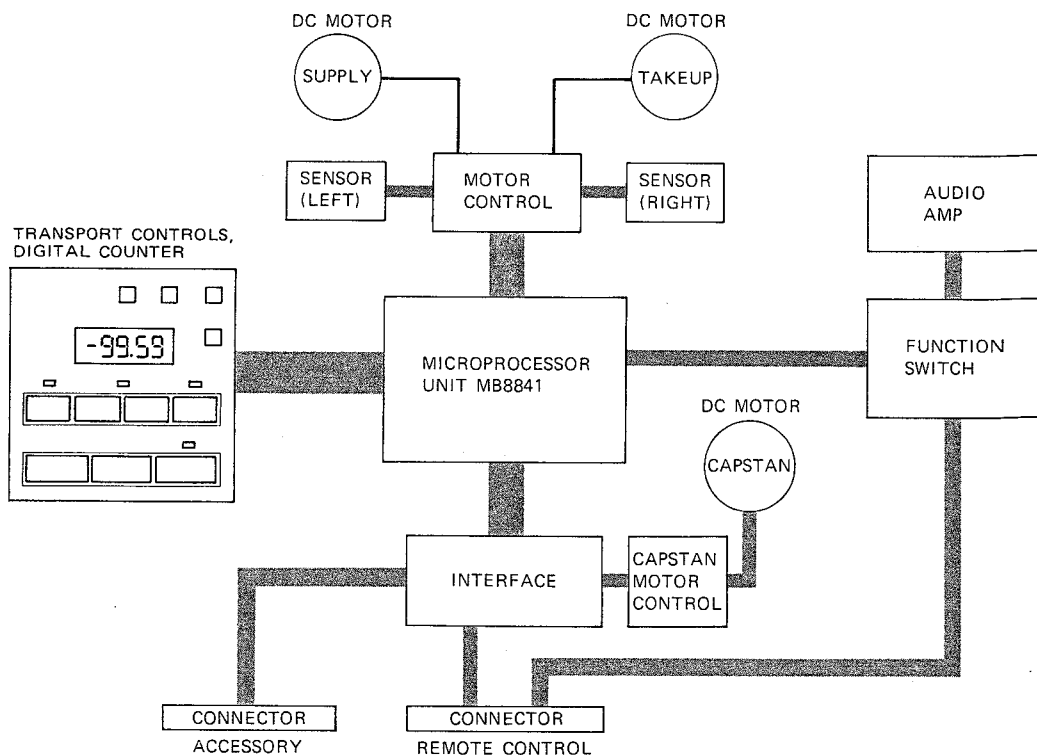 DC MOTOR
DC MOTOR
SUPPLY
TAKEUP
SENSOR
(LEFT)
MOTOR
CONTROL
SENSOR
(RIGHT)
AUDIO
AMP
TRANSPORT CONTROLS,
DIGITAL COUNTER
-99.59
MICROPROCESSOR
UNIT MB8841
FUNCTION
SWITCH
DC MOTOR
CAPSTAN
INTERFACE
CAPSTAN
MOTOR
CONTROL
CONNECTOR
ACCESSORY
CONNECTOR
REMOTE CONTROL